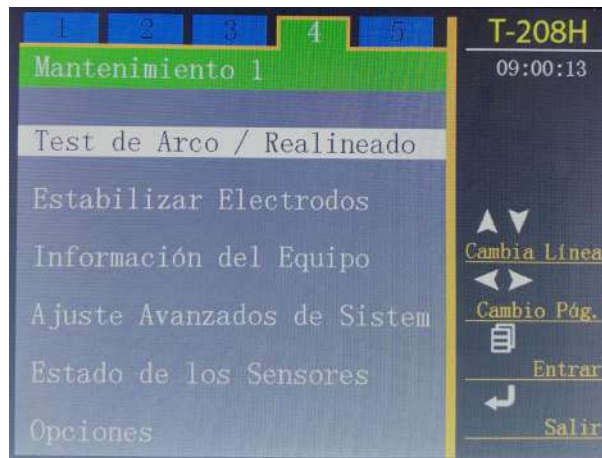 1 2 3 4 5
Mantenimiento 1
Test de Arco / Realineado
Estabilizar Electrodos
Información del Equipo
Ajuste Avanzados de Sistem
Estado de los Sensores
Opciones
T-208H
09:00:13
Cambia Línea
Cambio Pág.
Entrar
Salir